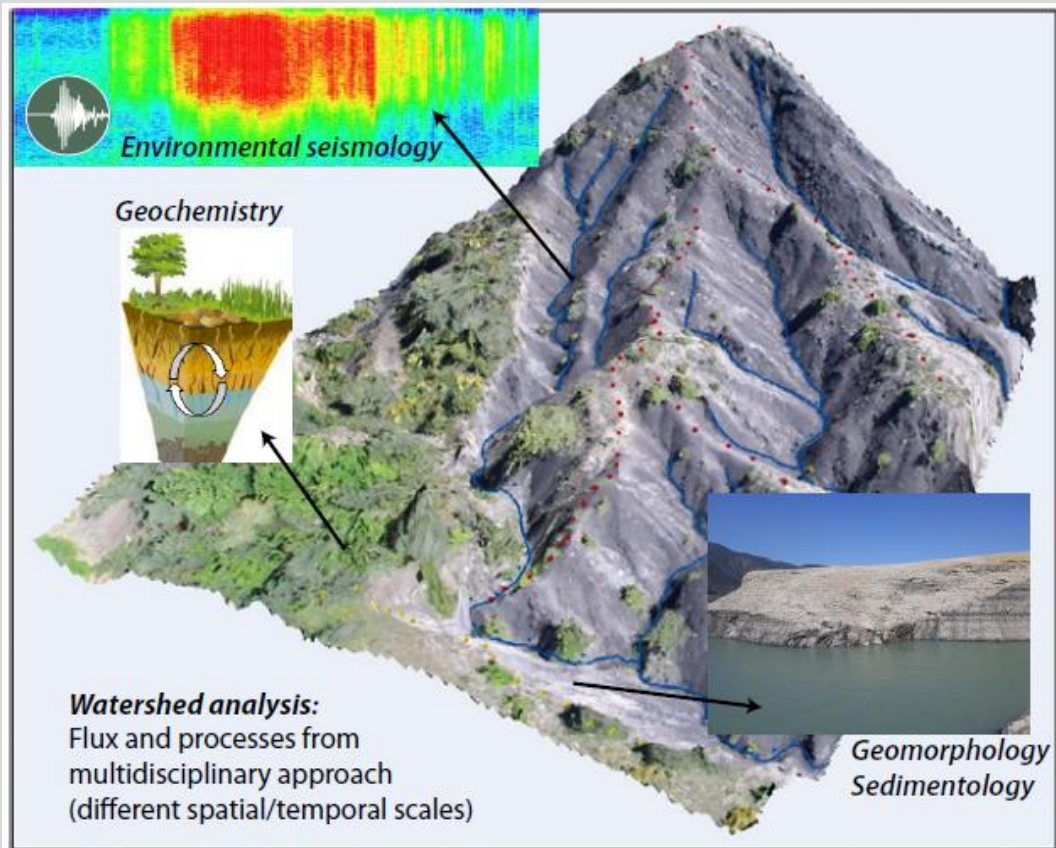 Environmental seismology
Geochemistry
Watershed analysis:
Flux and processes from
multidisciplinary approach
(different spatial/temporal scales)
Geomorphology
Sedimentology